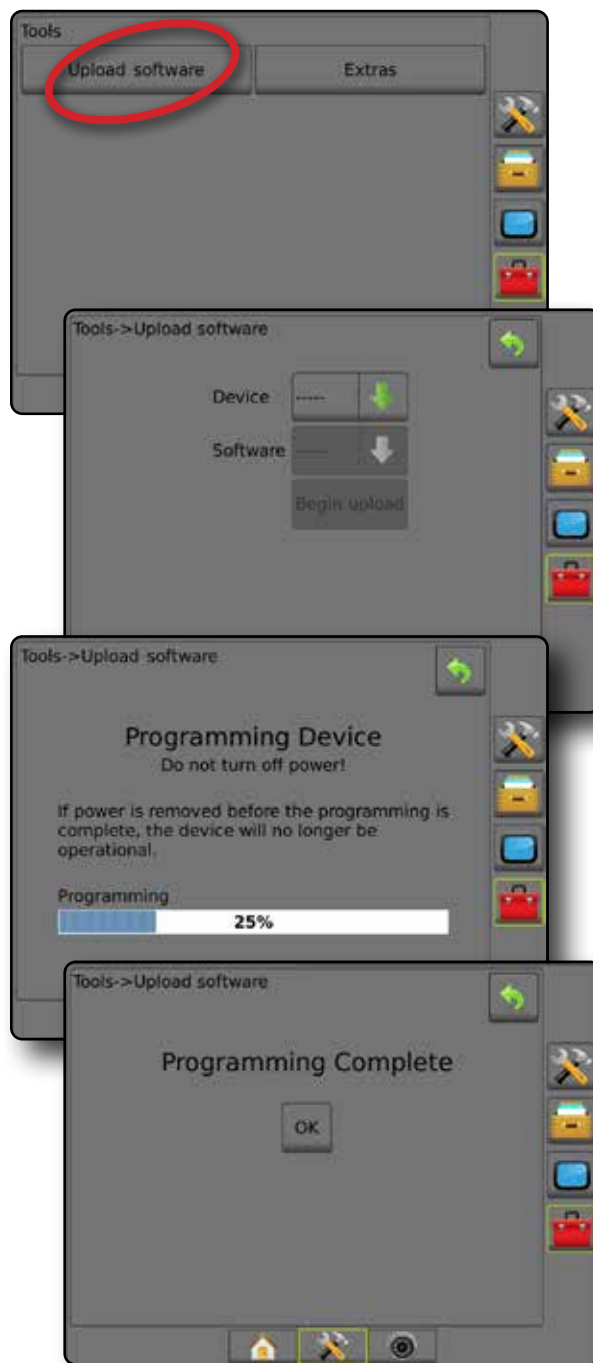 Tools
Upload software
Extras
Tools->Upload software
Device
-----
Software
-----
Begin upload
Tools->Upload software
Programming Device
Do not turn off power!
If power is removed before the programming is
complete, the device will no longer be
operational.
Programming
25%
Tools->Upload software
Programming Complete
OK